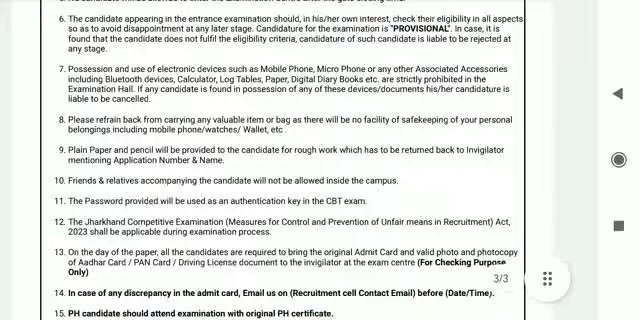 6. The candidate appearing in the entrance examination should, in his/her own interest, check their eligibility in all aspects
so as to avoid disappointment at any later stage. Candidature for the examination is "PROVISIONAL". In case, it is
found that the candidate does not fulfil the eligibility criteria, candidature of such candidate is liable to be rejected at
any stage.
7. Possession and use of electronic devices such as Mobile Phone, Micro Phone or any other Associated Accessories
including Bluetooth devices, Calculator, Log Tables, Paper, Digital Diary Books etc. are strictly prohibited in the
Examination Hall. If any candidate is found in possession of any of these devices/documents his/her candidature is
liable to be cancelled.
8. Please refrain back from carrying any valuable item or bag as there will be no facility of safekeeping of your personal
belongings including mobile phone/watches/ Wallet, etc .
9. Plain Paper and pencil will be provided to the candidate for rough work which has to be returned back to Invigilator
mentioning Application Number & Name.
10. Friends & relatives accompanying the candidate will not be allowed inside the campus.
11. The Password provided will be used as an authentication key in the CBT exam.
12. The Jharkhand Competitive Examination (Measures for Control and Prevention of Unfair means in Recruitment) Act,
2023 shall be applicable during examination process.
13. On the day of the paper, all the candidates are required to bring the original Admit Card and valid photo and photocopy
of Aadhar Card / PAN Card / Driving License document to the invigilator at the exam centre (For Checking Purpose
Only)
3/3
14. In case of any discrepancy in the admit card, Email us on (Recruitment cell Contact Email) before (Date/Time).
15. PH candidate should attend examination with original PH certificate.